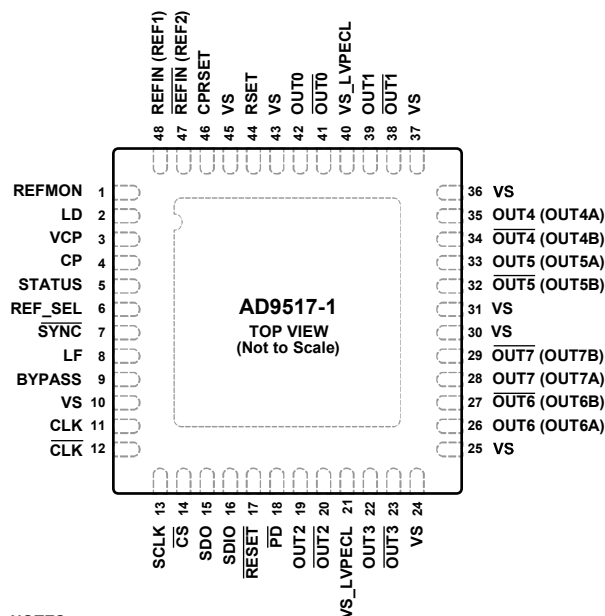 48 REFIN (REF1)
47 REFIN (REF2)
46 CPRSET
45 VS
44 RSET
43 VS
42 OUT0
41 OUT0
40 VS_LVPECL
39 OUT1
38 OUT1
37 VS
REFMON 1
LD 2
VCP 3
CP 4
STATUS 5
REF_SEL 6
SYNC 7
LF 8
BYPASS 9
VS 10
CLK 11
CLK 12
AD9517-1
TOP VIEW
(Not to Scale)
36 VS
35 OUT4 (OUT4A)
34 OUT4 (OUT4B)
33 OUT5 (OUT5A)
32 OUT5 (OUT5B)
31 VS
30 VS
29 OUT7 (OUT7B)
28 OUT7 (OUT7A)
27 OUT6 (OUT6B)
26 OUT6 (OUT6A)
25 VS
SCLK 13
CS 14
SDO 15
SDIO 16
RESET 17
PD 18
OUT2 19
OUT2 20
VS_LVPECL 21
OUT3 22
OUT3 23
VS 24